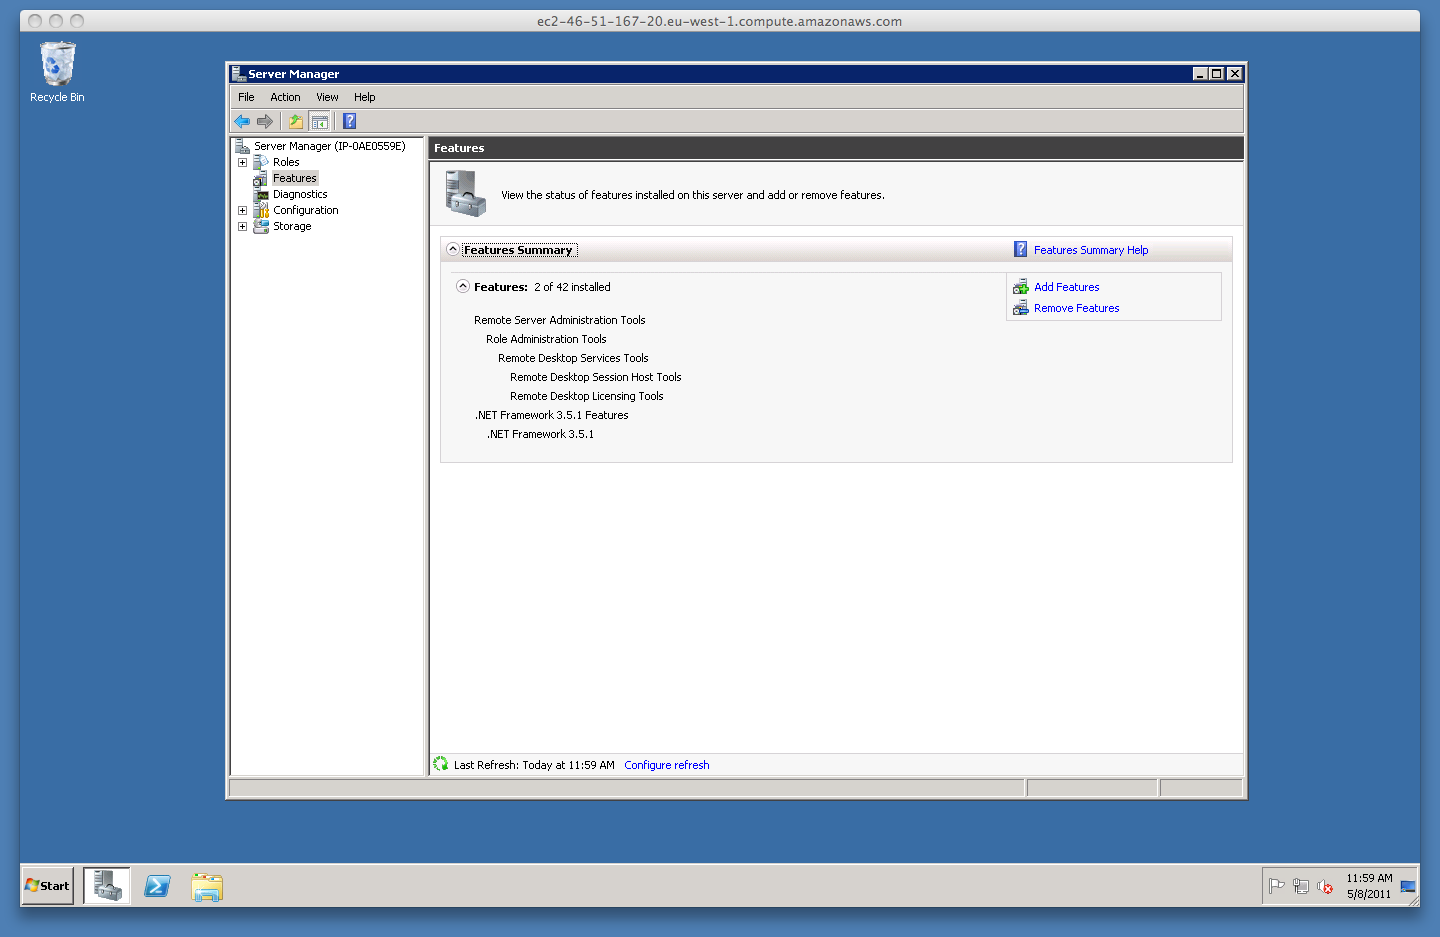 ec2-46-51-167-20.eu-west-1.compute.amazonaws.com
Recycle Bin
Server Manager
File Action View Help
Server Manager (IP-0AE0559E)
Roles
Features
Diagnostics
Configuration
Storage
Features
View the status of features installed on this server and add or remove features.
Features Summary
Features Summary Help
Features: 2 of 42 installed
Add Features
Remove Features
Remote Server Administration Tools
Role Administration Tools
Remote Desktop Services Tools
Remote Desktop Session Host Tools
Remote Desktop Licensing Tools
.NET Framework 3.5.1 Features
.NET Framework 3.5.1
Last Refresh: Today at 11:59 AM Configure refresh
Start
11:59 AM
5/8/2011